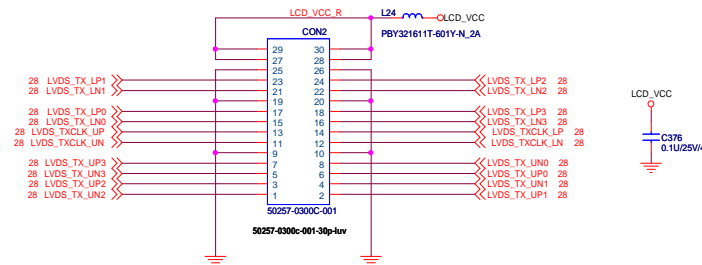 LCD_VCC_R
L24
LCD_VCC
PBY321611T-601Y-N_2A
CON2
29 30
27 28
25 26
28 LVDS_TX_LP1 23 24 LVDS_TX_LP2 28
28 LVDS_TX_LN1 21 22 LVDS_TX_LN2 28
19 20
28 LVDS_TX_LP0 17 18 LVDS_TX_LP3 28
28 LVDS_TX_LN0 15 16 LVDS_TX_LN3 28
28 LVDS_TXCLK_UP 13 14 LVDS_TXCLK_LP 28
28 LVDS_TXCLK_UN 11 12 LVDS_TXCLK_LN 28
9 10
28 LVDS_TX_UP3 7 8 LVDS_TX_UN0 28
28 LVDS_TX_UN3 5 6 LVDS_TX_UP0 28
28 LVDS_TX_UP2 3 4 LVDS_TX_UN1 28
28 LVDS_TX_UN2 1 2 LVDS_TX_UP1 28
50257-0300C-001
50257-0300c-001-30p-luv
LCD_VCC
C376